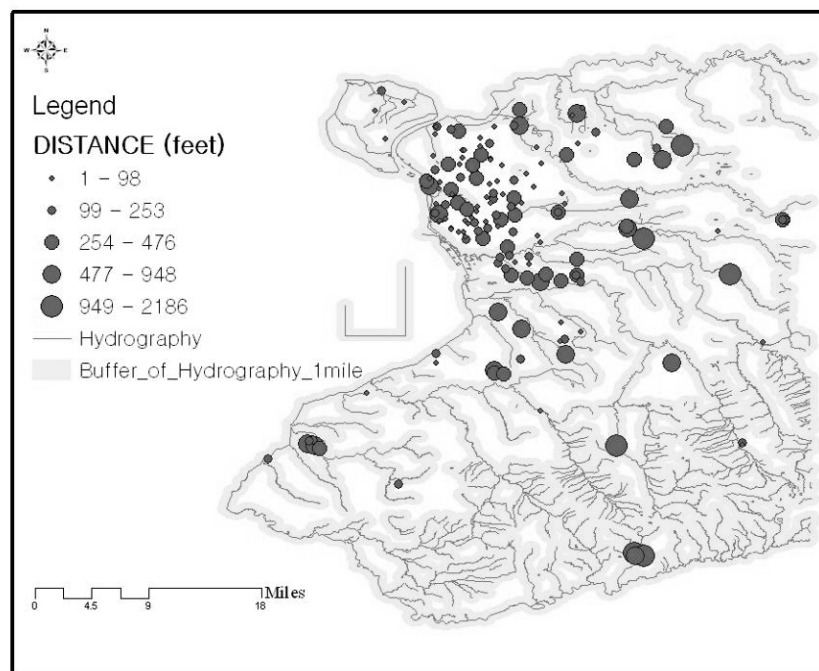 N
W E
S
Legend
DISTANCE (feet)
1 – 98
99 – 253
254 – 476
477 – 948
949 – 2186
Hydrography
Buffer_of_Hydrography_1mile
Miles
0 4.5 9 18